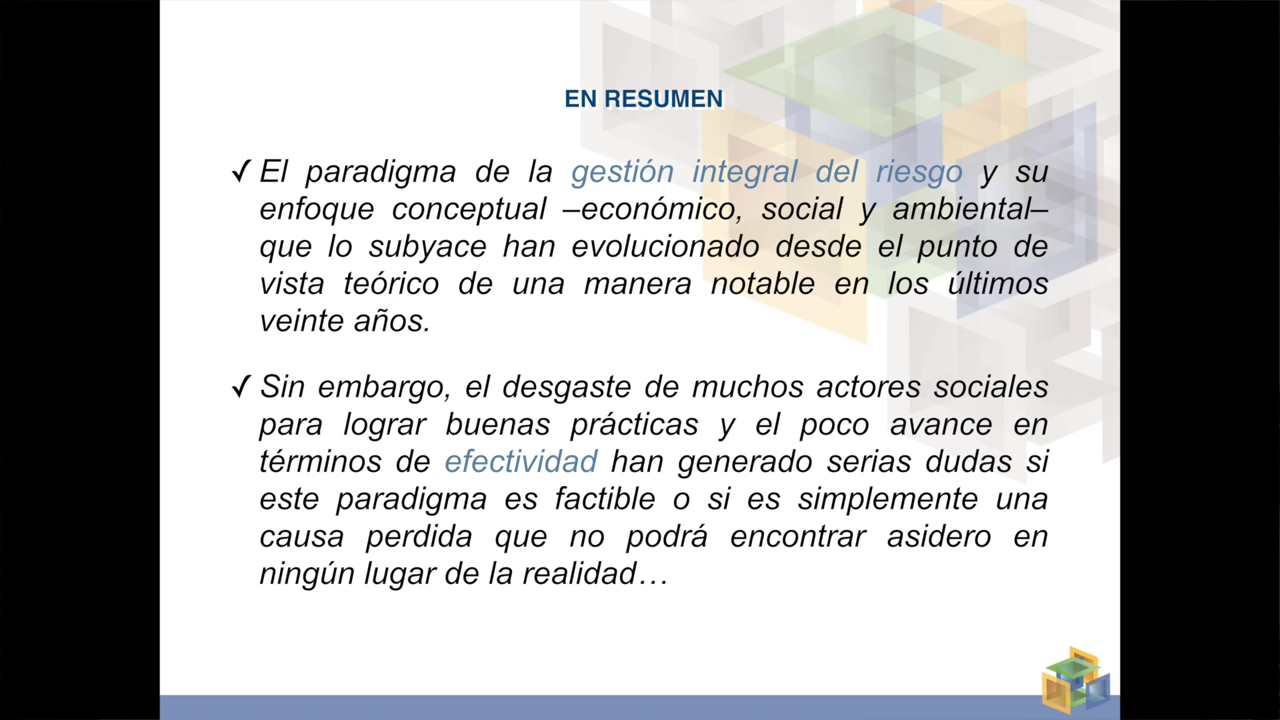 EN RESUMEN
✓ El paradigma de la gestión integral del riesgo y su
enfoque conceptual –económico, social y ambiental–
que lo subyace han evolucionado desde el punto de
vista teórico de una manera notable en los últimos
veinte años.
✓ Sin embargo, el desgaste de muchos actores sociales
para lograr buenas prácticas y el poco avance en
términos de efectividad han generado serias dudas si
este paradigma es factible o si es simplemente una
causa perdida que no podrá encontrar asidero en
ningún lugar de la realidad…